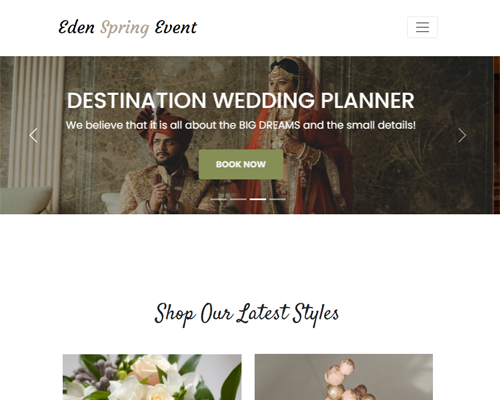 Eden Spring Event
DESTINATION WEDDING PLANNER
We believe that it is all about the BIG DREAMS and the small details!
BOOK NOW
Shop Our Latest Styles